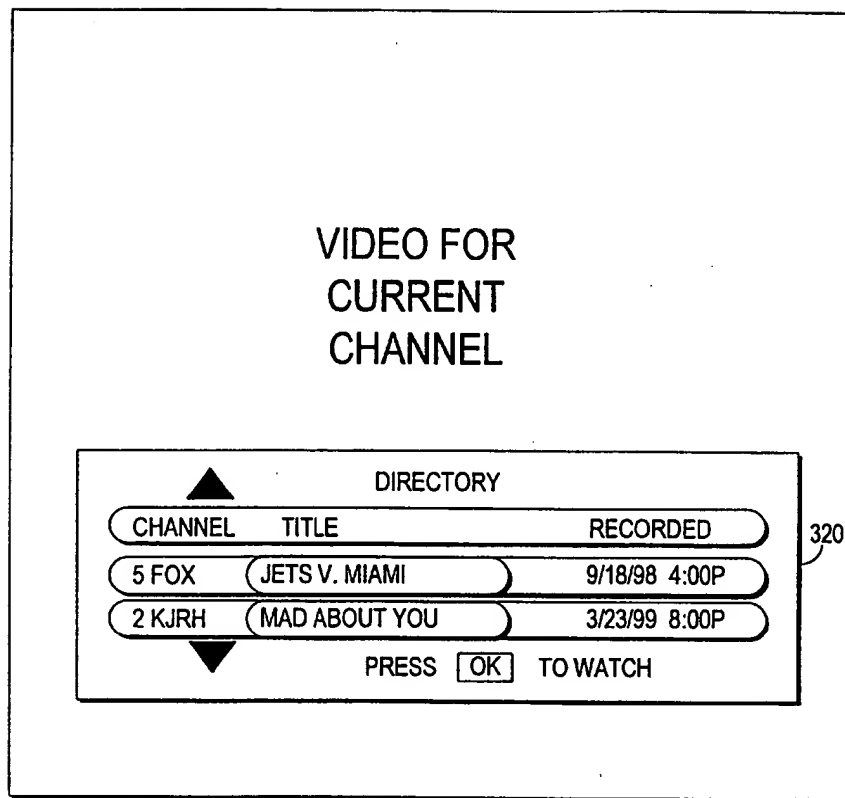 VIDEO FOR
CURRENT
CHANNEL
DIRECTORY
CHANNEL TITLE RECORDED
5 FOX JETS V. MIAMI 9/18/98 4:00P
2 KJRH MAD ABOUT YOU 3/23/99 8:00P
PRESS OK TO WATCH
320